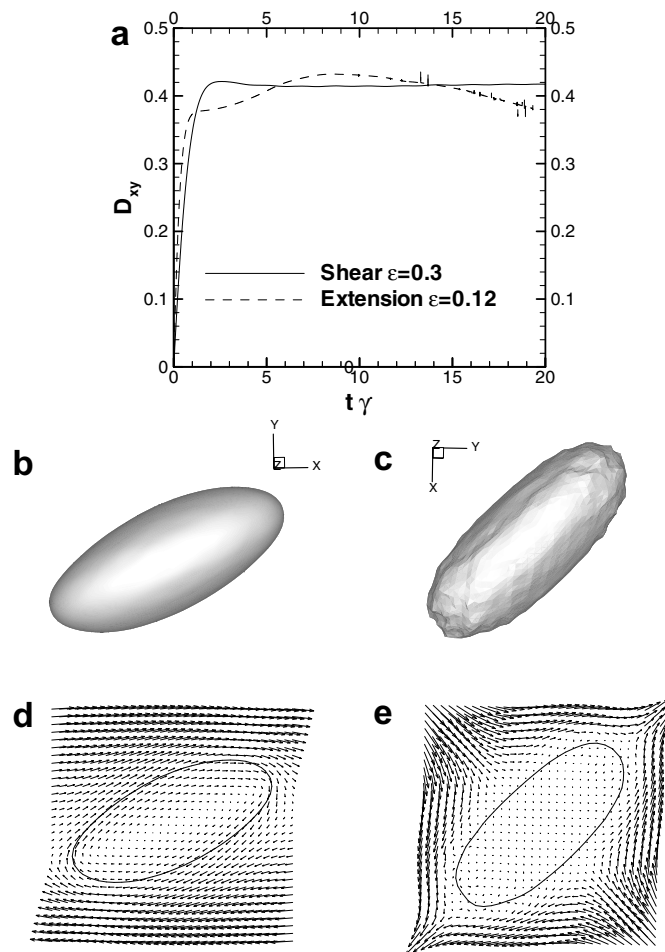 a
0 5 10 15 20
0.5 0.5
0.4 0.4
0.3 0.3
0.2 0.2
0.1 0.1
0 0
D_xy
Shear ε=0.3
Extension ε=0.12
0 5 0 10 15 20
t γ
b
Y
Z X
c
Z Y
X
d
e